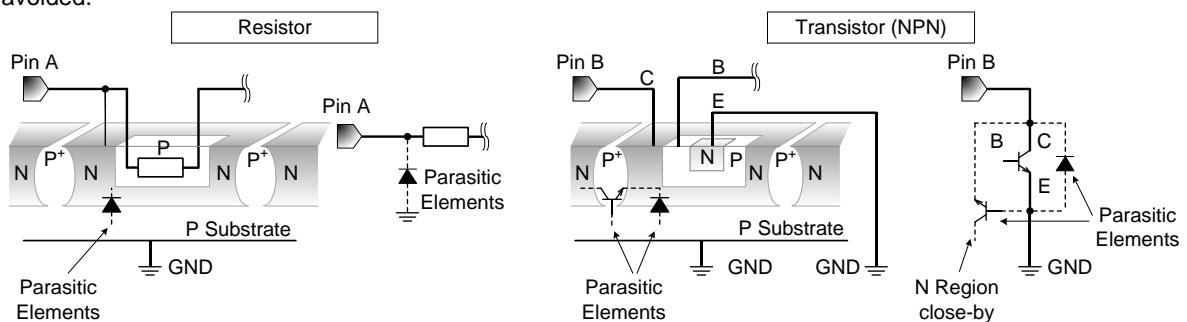 avoided.
Resistor
Transistor (NPN)
Pin A
Pin A
Pin B
C
B
E
Pin B
N
P+
N
P
N
P+
N
Parasitic
Elements
P Substrate
GND
Parasitic
Elements
N
P+
N
N
P
N
P+
N
P Substrate
GND
GND
Parasitic
Elements
B
C
E
Parasitic
Elements
GND
N Region
close-by